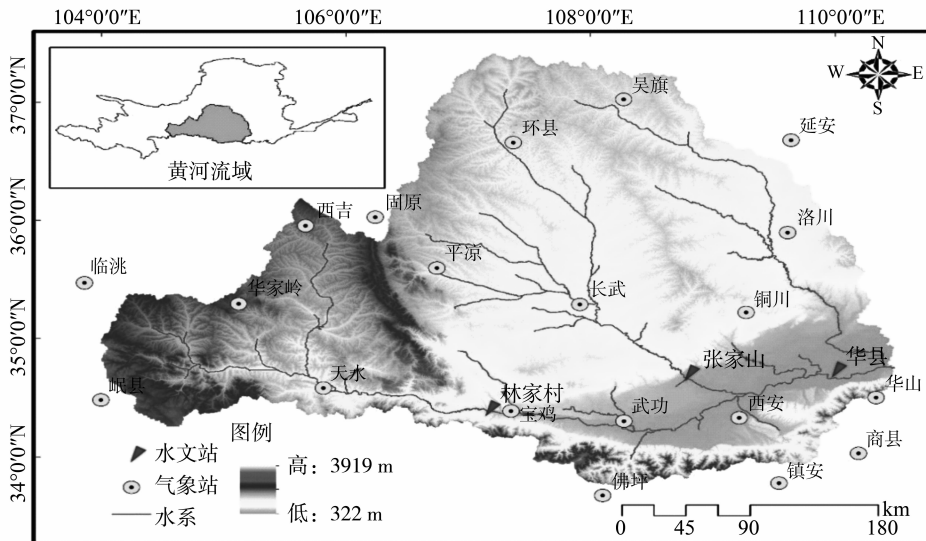 104°0′0″E 106°0′0″E 108°0′0″E 110°0′0″E
37°0′0″N
36°0′0″N
35°0′0″N
34°0′0″N
N
W E
S
黄河流域
吴旗
延安
环县
西吉
固原
洛川
平凉
临洮
华家岭
长武
铜川
张家山
华县
岷县
天水
林家村
宝鸡
武功
西安
华山
商县
佛坪
镇安
图例
水文站
气象站
水系
高：3919 m
低：322 m
km
0 45 90 180